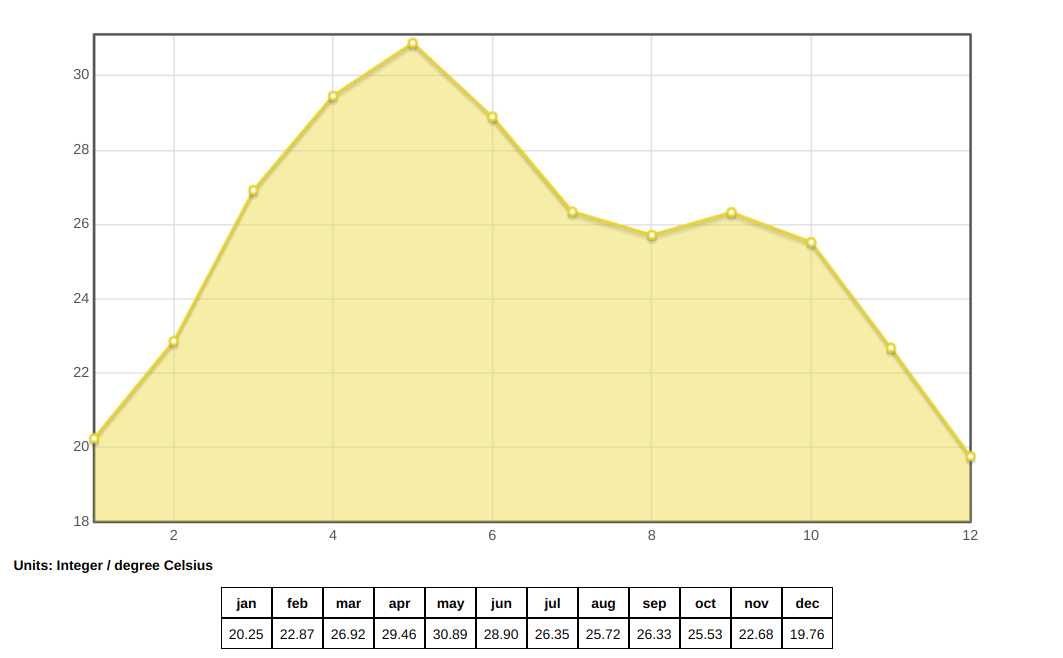 30
28
26
24
22
20
18
2 4 6 8 10 12
Units: Integer / degree Celsius
jan feb mar apr may jun jul aug sep oct nov dec
20.25 22.87 26.92 29.46 30.89 28.90 26.35 25.72 26.33 25.53 22.68 19.76